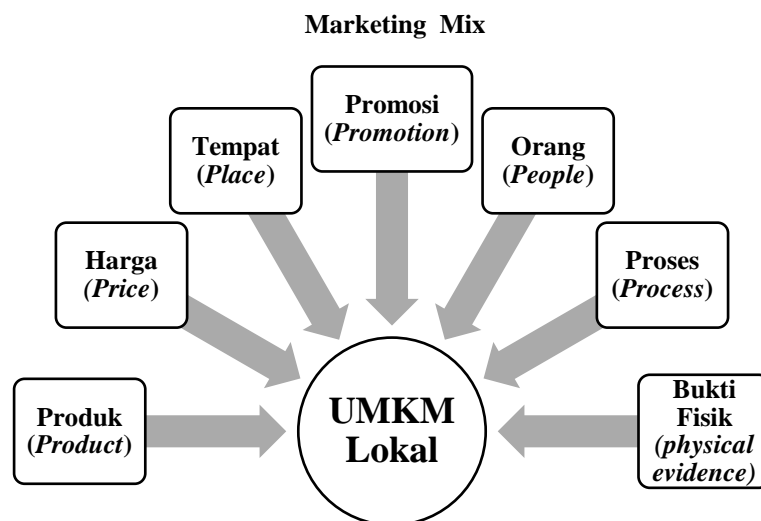 Marketing Mix
Promosi
(Promotion)
Tempat
(Place)
Orang
(People)
Harga
(Price)
Proses
(Process)
Produk
(Product)
UMKM
Lokal
Bukti
Fisik
(physical
evidence)